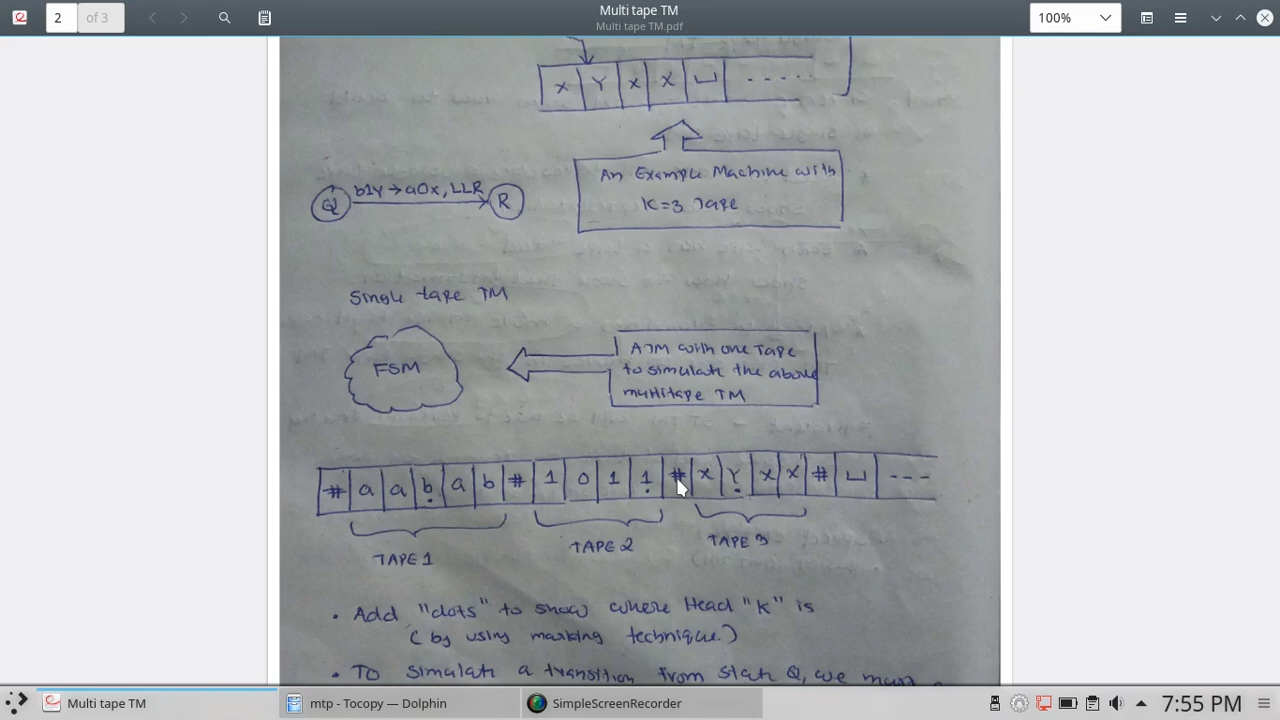 Multi tape TM
Multi tape TM.pdf
2 of 3
100%
x Y x x ⊔ .....
An Example Machine with
K=3 Tape
Q b1Y→a0x, LLR R
Single tape TM
FSM
A TM with one Tape
to simulate the above
multitape TM
# a a b a b # 1 0 1 1 # x Y x x # ⊔ ---
TAPE 1 TAPE 2 TAPE 3
• Add "dots" to show where Head "K" is
(by using marking technique.)
• To simulate a transition from state Q, we must
Multi tape TM
mtp - Tocopy — Dolphin
SimpleScreenRecorder
7:55 PM